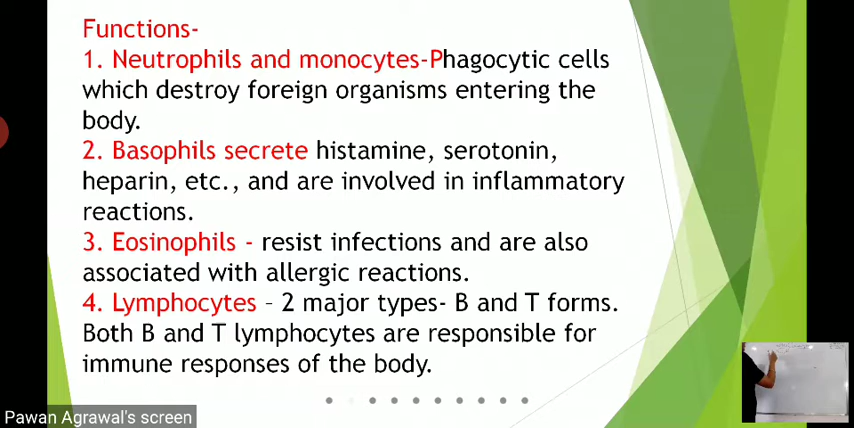 Functions-
1. Neutrophils and monocytes-Phagocytic cells
which destroy foreign organisms entering the
body.
2. Basophils secrete histamine, serotonin,
heparin, etc., and are involved in inflammatory
reactions.
3. Eosinophils - resist infections and are also
associated with allergic reactions.
4. Lymphocytes – 2 major types- B and T forms.
Both B and T lymphocytes are responsible for
immune responses of the body.
Pawan Agrawal's screen